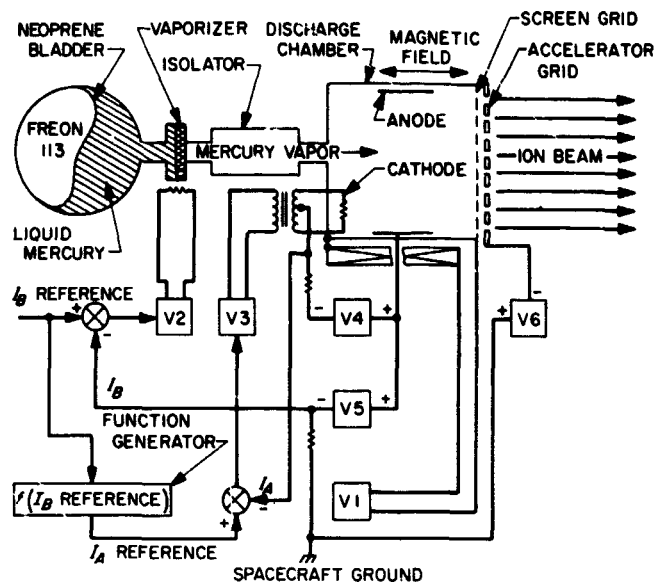 NEOPRENE
BLADDER
VAPORIZER
ISOLATOR
DISCHARGE
CHAMBER
MAGNETIC
FIELD
SCREEN GRID
ACCELERATOR
GRID
FREON
113
ANODE
MERCURY VAPOR
ION BEAM
CATHODE
LIQUID
MERCURY
I_B REFERENCE
+
-
V2
V3
-
V4
+
-
+
V6
I_B
-
V5
+
FUNCTION
GENERATOR
f(I_B REFERENCE)
I_A
-
+
V1
I_A REFERENCE
SPACECRAFT GROUND